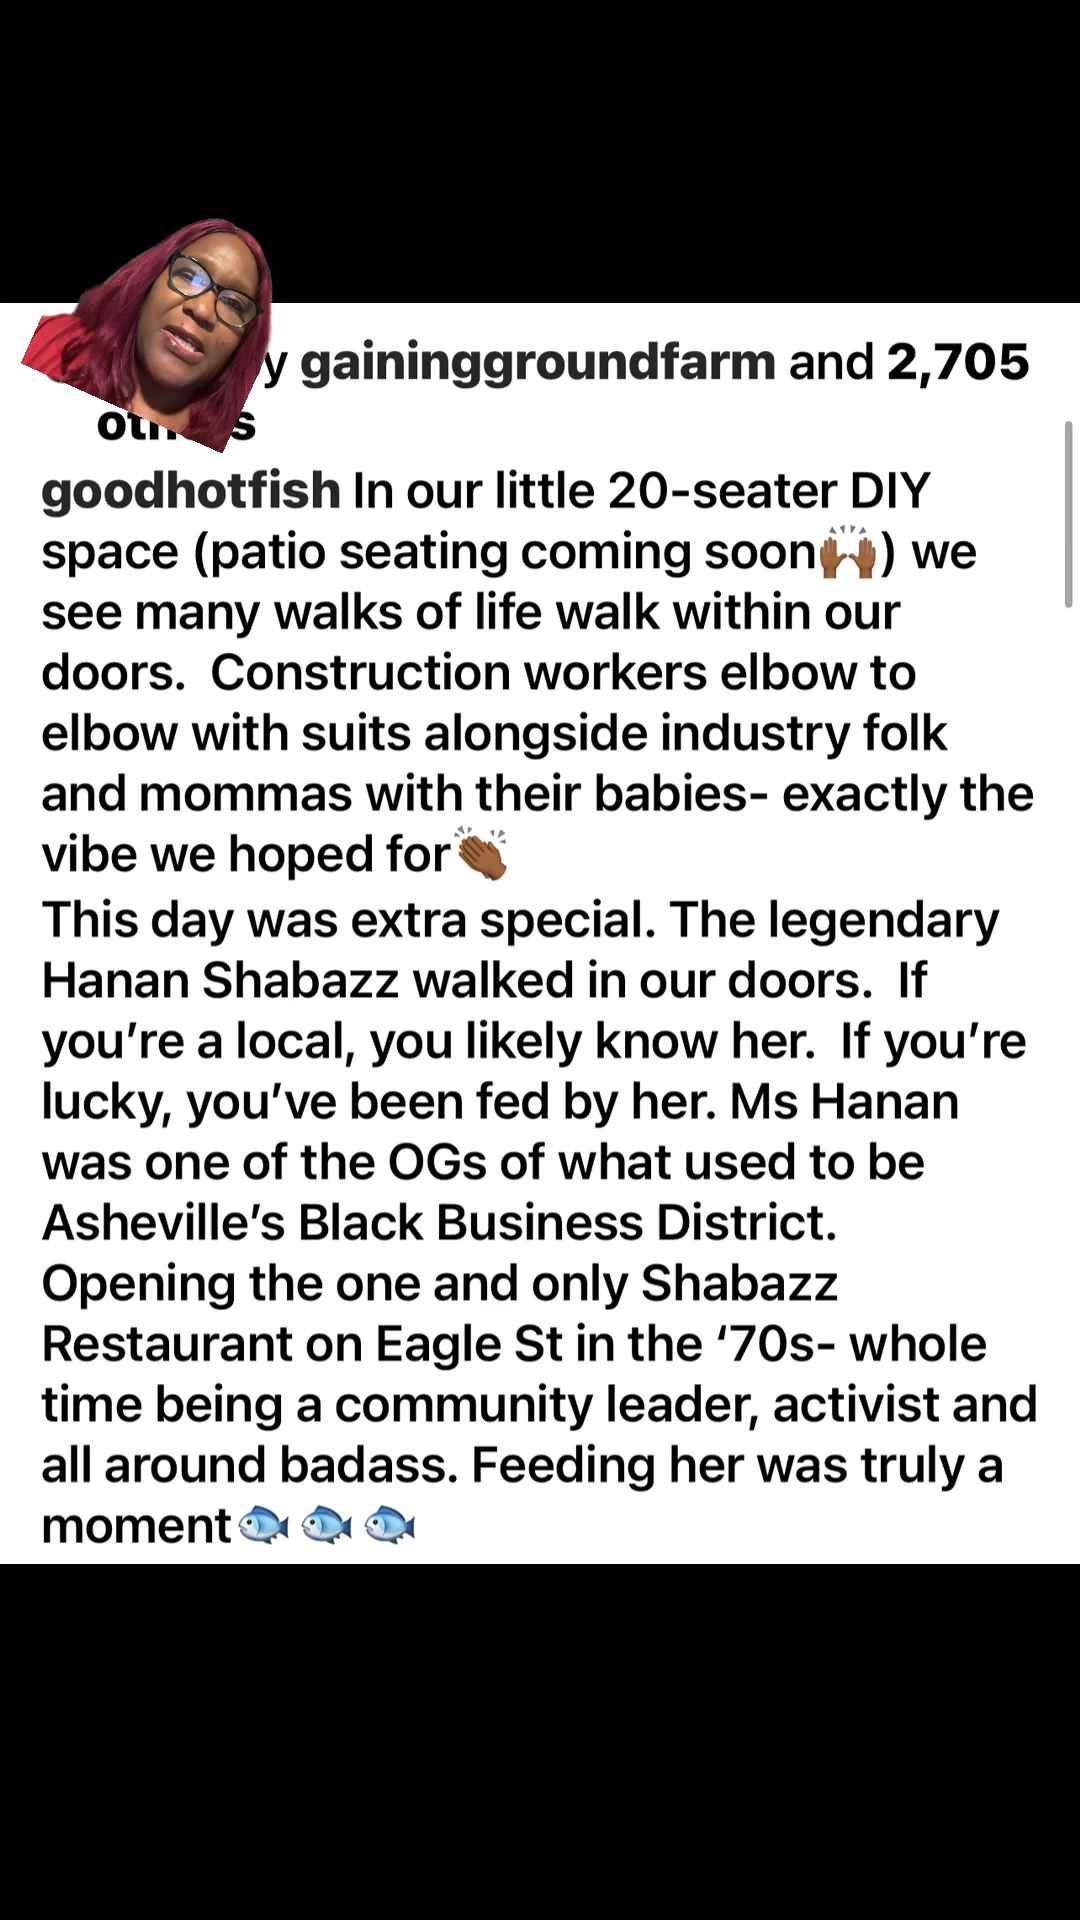 y gaininggroundfarm and 2,705
others
goodhotfish In our little 20-seater DIY
space (patio seating coming soon🙌🏾) we
see many walks of life walk within our
doors.  Construction workers elbow to
elbow with suits alongside industry folk
and mommas with their babies- exactly the
vibe we hoped for👏🏾
This day was extra special. The legendary
Hanan Shabazz walked in our doors.  If
you’re a local, you likely know her.  If you’re
lucky, you’ve been fed by her. Ms Hanan
was one of the OGs of what used to be
Asheville’s Black Business District.
Opening the one and only Shabazz
Restaurant on Eagle St in the ‘70s- whole
time being a community leader, activist and
all around badass. Feeding her was truly a
moment🐟🐟🐟